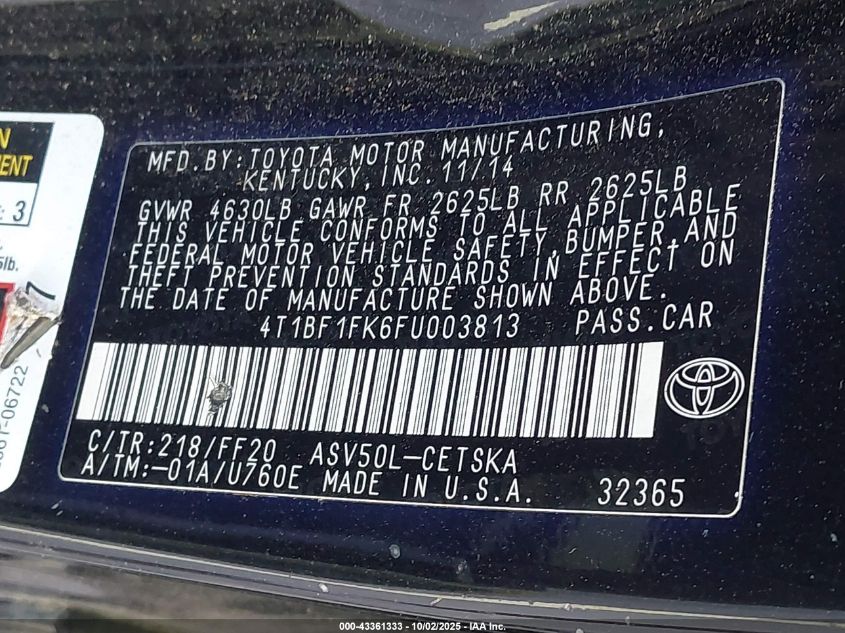 MFD.BY:TOYOTA MOTOR MANUFACTURING,
KENTUCKY, INC. 11/14
GVWR 4630LB GAWR FR 2625LB RR 2625LB
THIS VEHICLE CONFORMS TO ALL APPLICABLE
FEDERAL MOTOR VEHICLE SAFETY, BUMPER,AND
THEFT PREVENTION STANDARDS IN EFFECT ON
THE DATE OF MANUFACTURE SHOWN ABOVE.
4T1BF1FK6FU003813 PASS.CAR
C/TR:218/FF20 ASV50L-CETSKA
A/TM:-01A/U760E MADE IN U.S.A. 32365
: 3
lb.
-06722
000-43361333 - 10/02/2025 - IAA Inc.